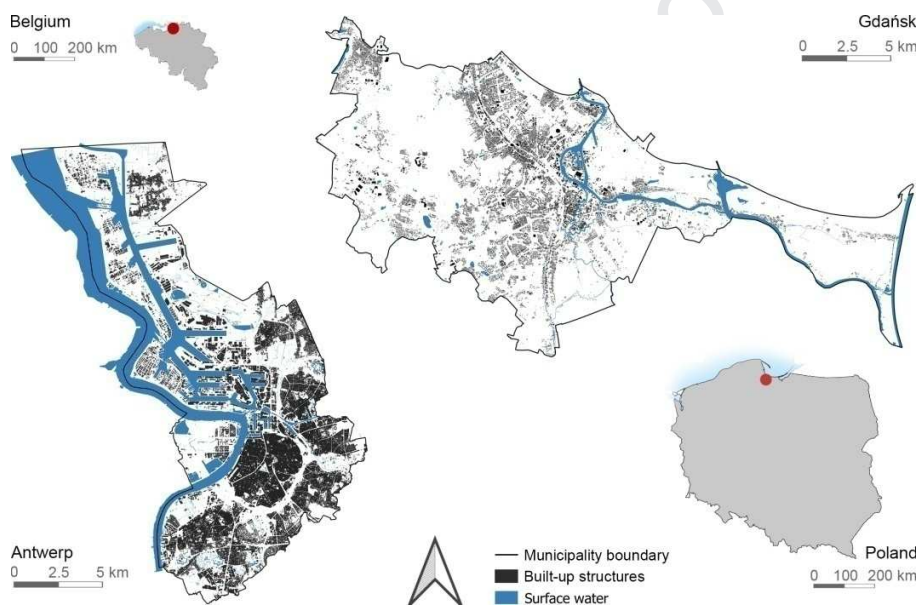 Belgium
0 100 200 km
Gdańsk
0 2.5 5 km
Antwerp
0 2.5 5 km
Municipality boundary
Built-up structures
Surface water
Poland
0 100 200 km